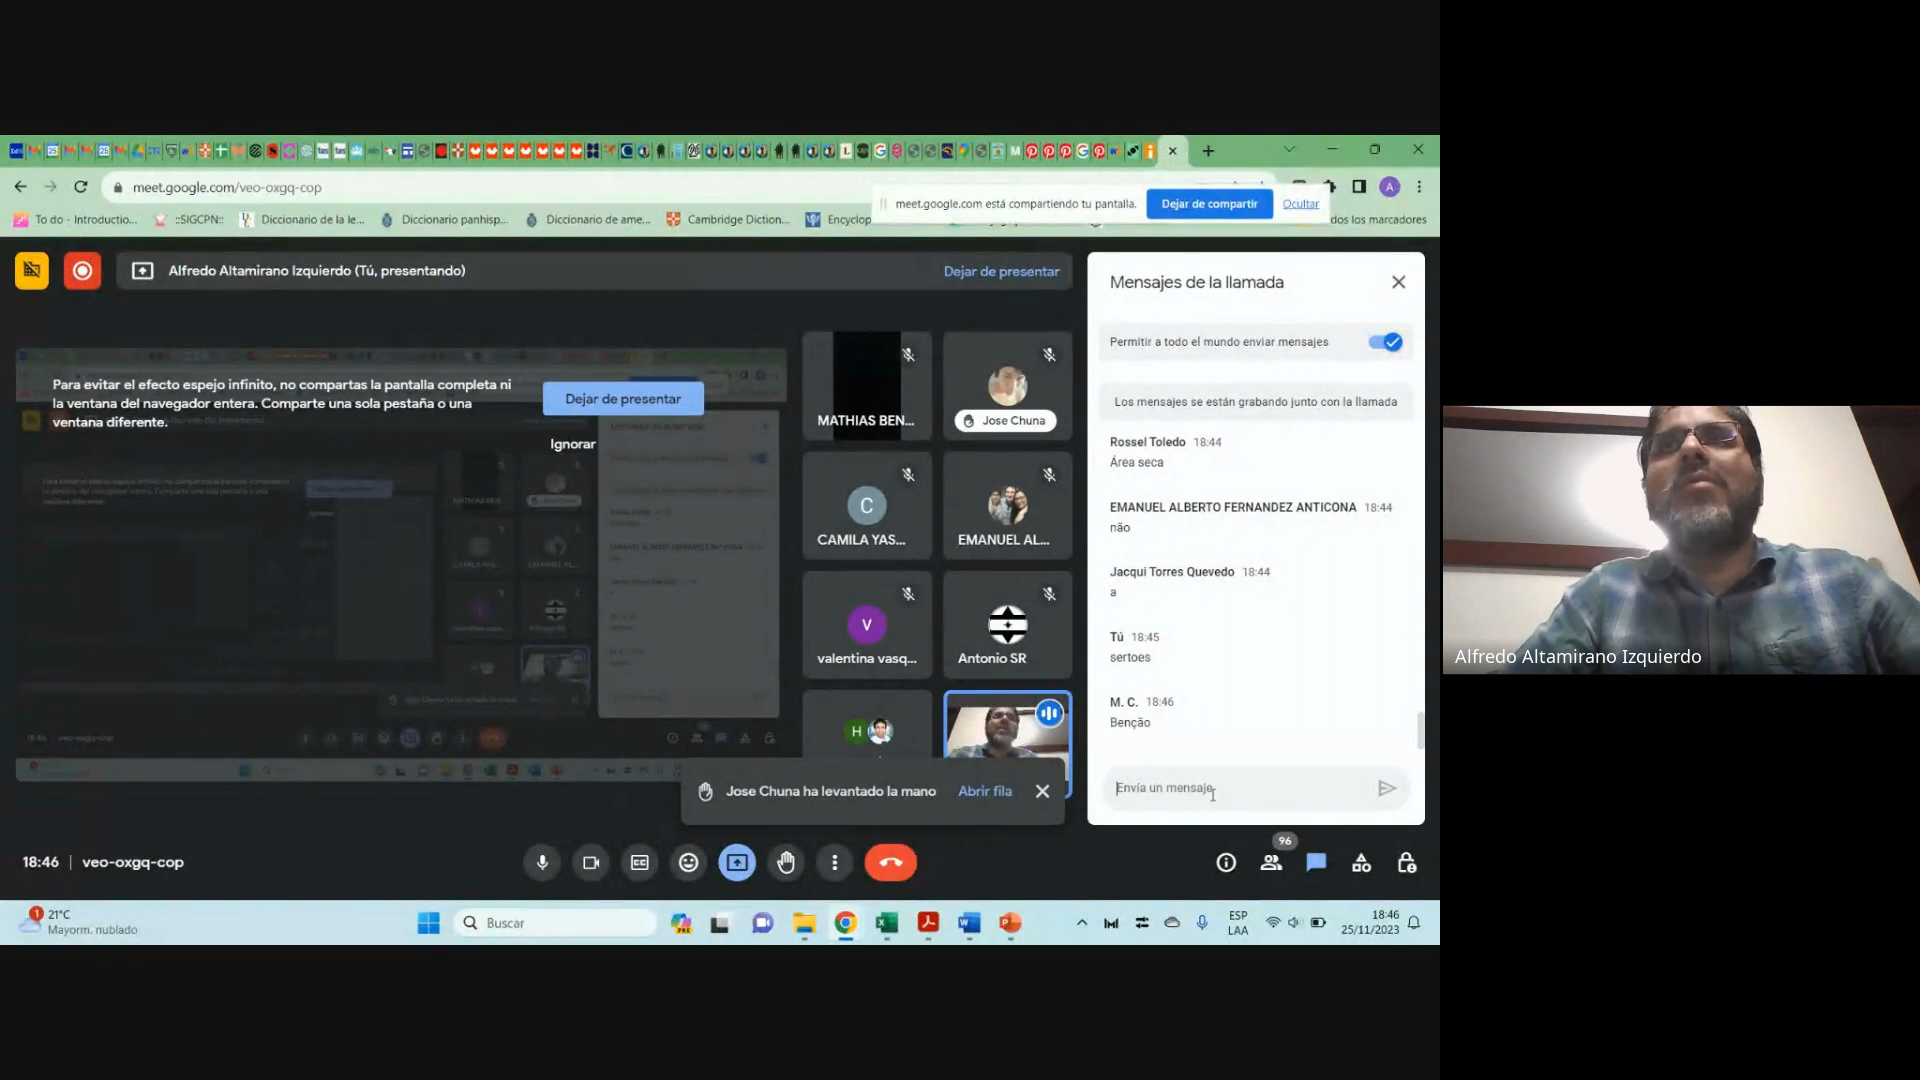 meet.google.com/veo-oxgq-cop
meet.google.com está compartiendo tu pantalla.
Dejar de compartir
Ocultar
To do - Introductio...
::SIGCPN::
Diccionario de la le...
Diccionario panhisp...
Diccionario de ame...
Cambridge Diction...
Encyclop
dos los marcadores
A
Alfredo Altamirano Izquierdo (Tú, presentando)
Dejar de presentar
Para evitar el efecto espejo infinito, no compartas la pantalla completa ni
la ventana del navegador entera. Comparte una sola pestaña o una
ventana diferente.
Dejar de presentar
Ignorar
MATHIAS BEN...
Jose Chuna
C
CAMILA YAS...
EMANUEL AL...
V
valentina vasq...
Antonio SR
H
Jose Chuna ha levantado la mano
Abrir fila
Mensajes de la llamada
Permitir a todo el mundo enviar mensajes
Los mensajes se están grabando junto con la llamada
Rossel Toledo 18:44
Área seca
EMANUEL ALBERTO FERNANDEZ ANTICONA 18:44
não
Jacqui Torres Quevedo 18:44
a
Tú 18:45
sertoes
M. C. 18:46
Benção
Envía un mensaje
Alfredo Altamirano Izquierdo
18:46 | veo-oxgq-cop
96
1
21°C
Mayorm. nublado
Buscar
ESP
LAA
18:46
25/11/2023